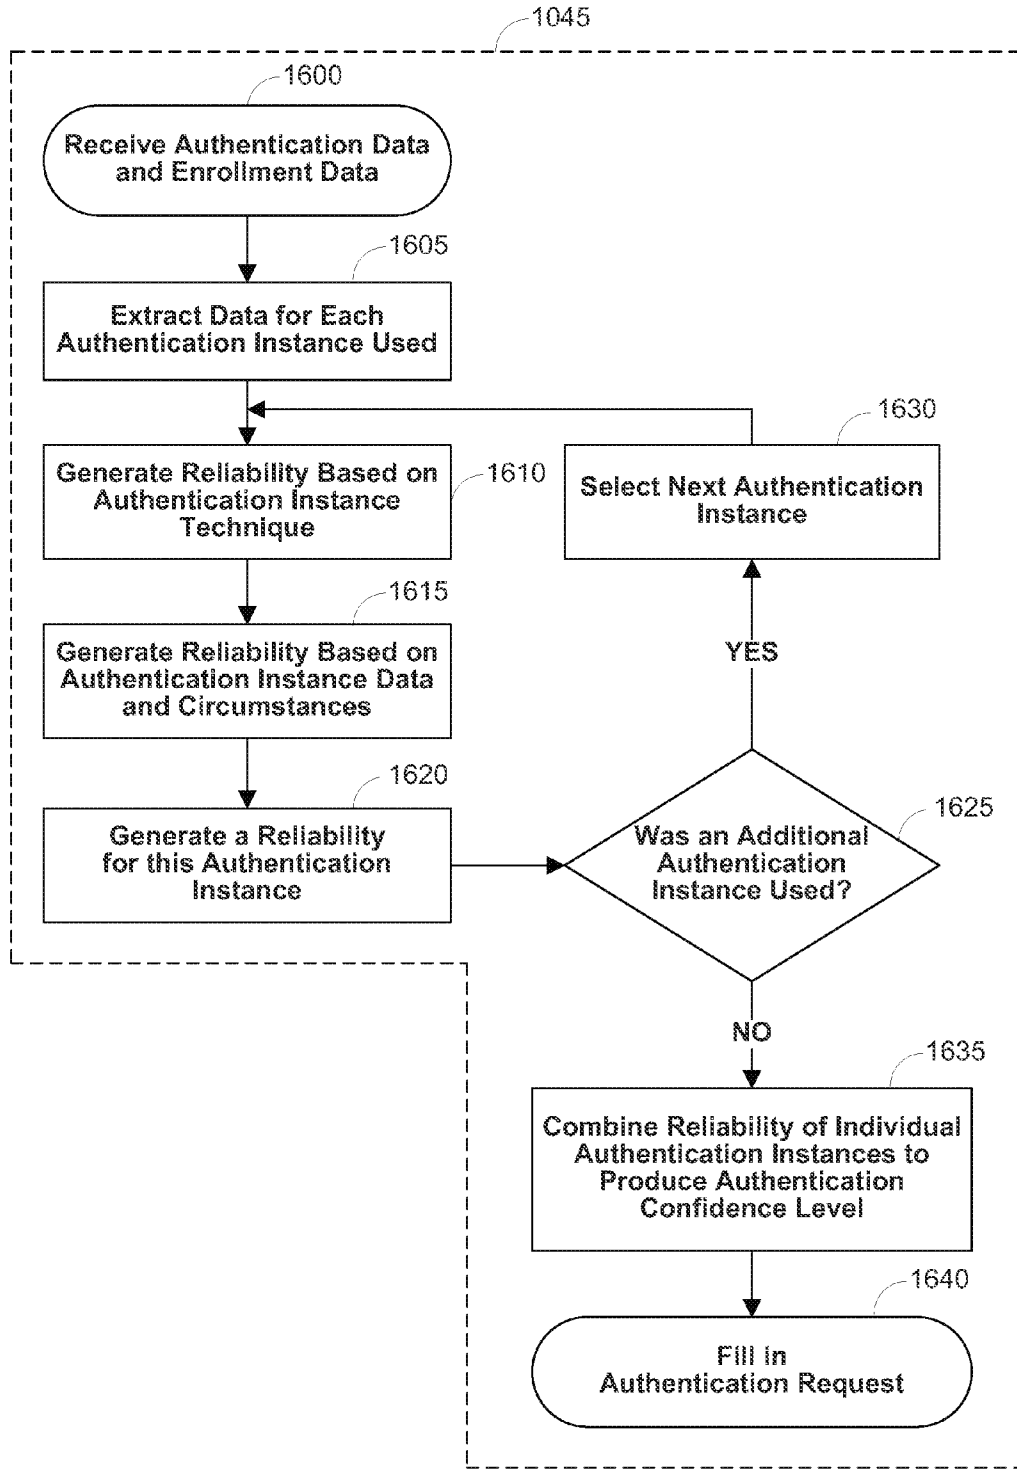 1045
1600
Receive Authentication Data
and Enrollment Data
1605
Extract Data for Each
Authentication Instance Used
1630
Generate Reliability Based on
Authentication Instance
Technique
1610
Select Next Authentication
Instance
1615
Generate Reliability Based on
Authentication Instance Data
and Circumstances
YES
1620
Generate a Reliability
for this Authentication
Instance
1625
Was an Additional
Authentication
Instance Used?
NO
1635
Combine Reliability of Individual
Authentication Instances to
Produce Authentication
Confidence Level
1640
Fill in
Authentication Request